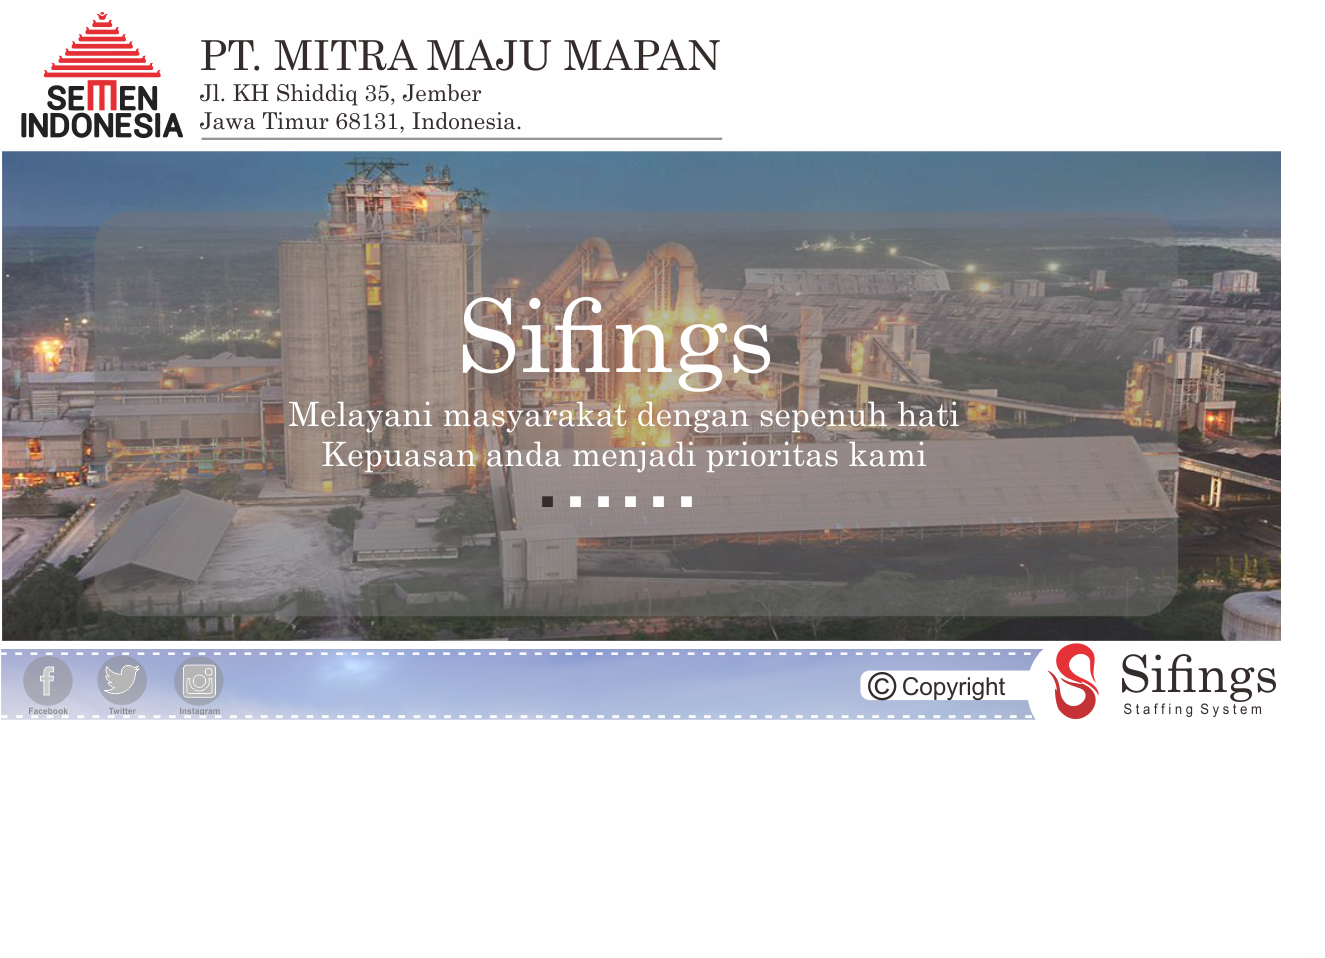 SEMEN
INDONESIA
PT. MITRA MAJU MAPAN
Jl. KH Shiddiq 35, Jember
Jawa Timur 68131, Indonesia.
Sifings
Melayani masyarakat dengan sepenuh hati
Kepuasan anda menjadi prioritas kami
Facebook
Twitter
Instagram
© Copyright
Sifings
Staffing System